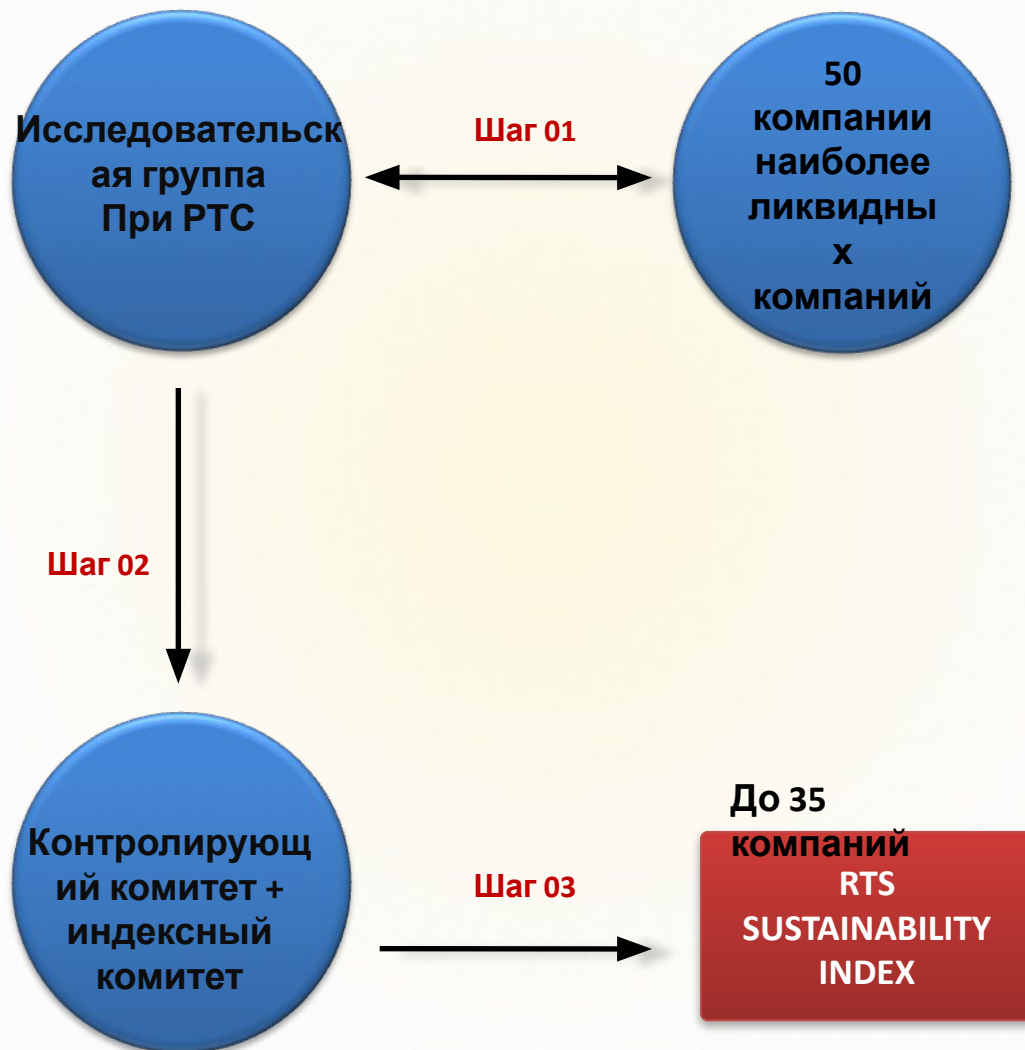 Исследовательск
ая группа
При РТС
Шаг 01
50
компании
наиболее
ликвидны
х
компаний
Шаг 02
Контролирующ
ий комитет +
индексный
комитет
Шаг 03
До 35
компаний
RTS
SUSTAINABILITY
INDEX